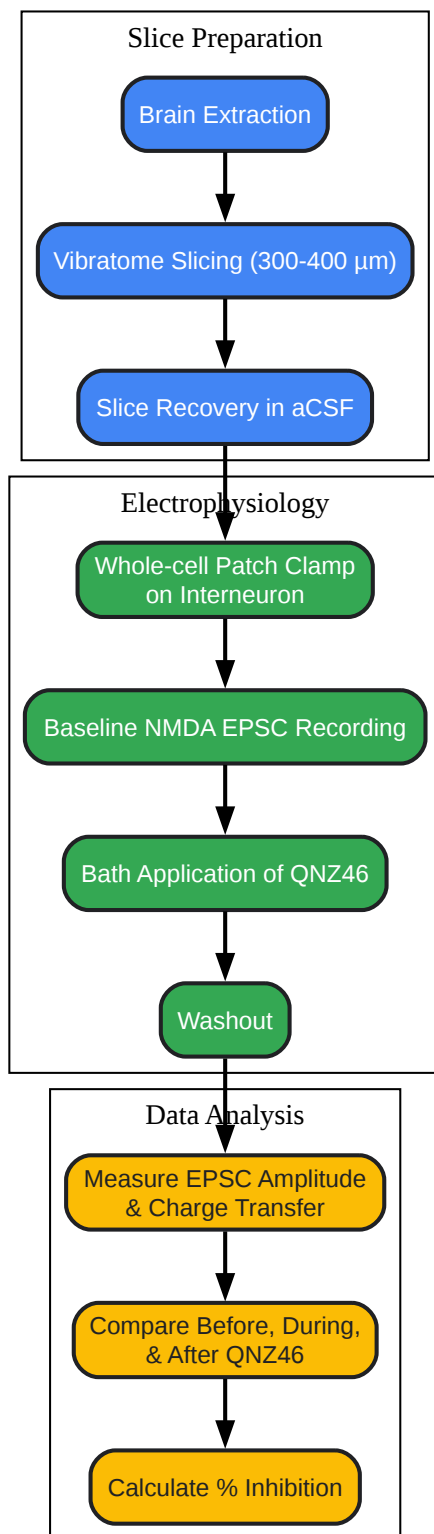 Slice Preparation
Brain Extraction
Vibratome Slicing (300-400 µm)
Slice Recovery in aCSF
Electrophysiology
Whole-cell Patch Clamp
on Interneuron
Baseline NMDA EPSC Recording
Bath Application of QNZ46
Washout
Data Analysis
Measure EPSC Amplitude
& Charge Transfer
Compare Before, During,
& After QNZ46
Calculate % Inhibition